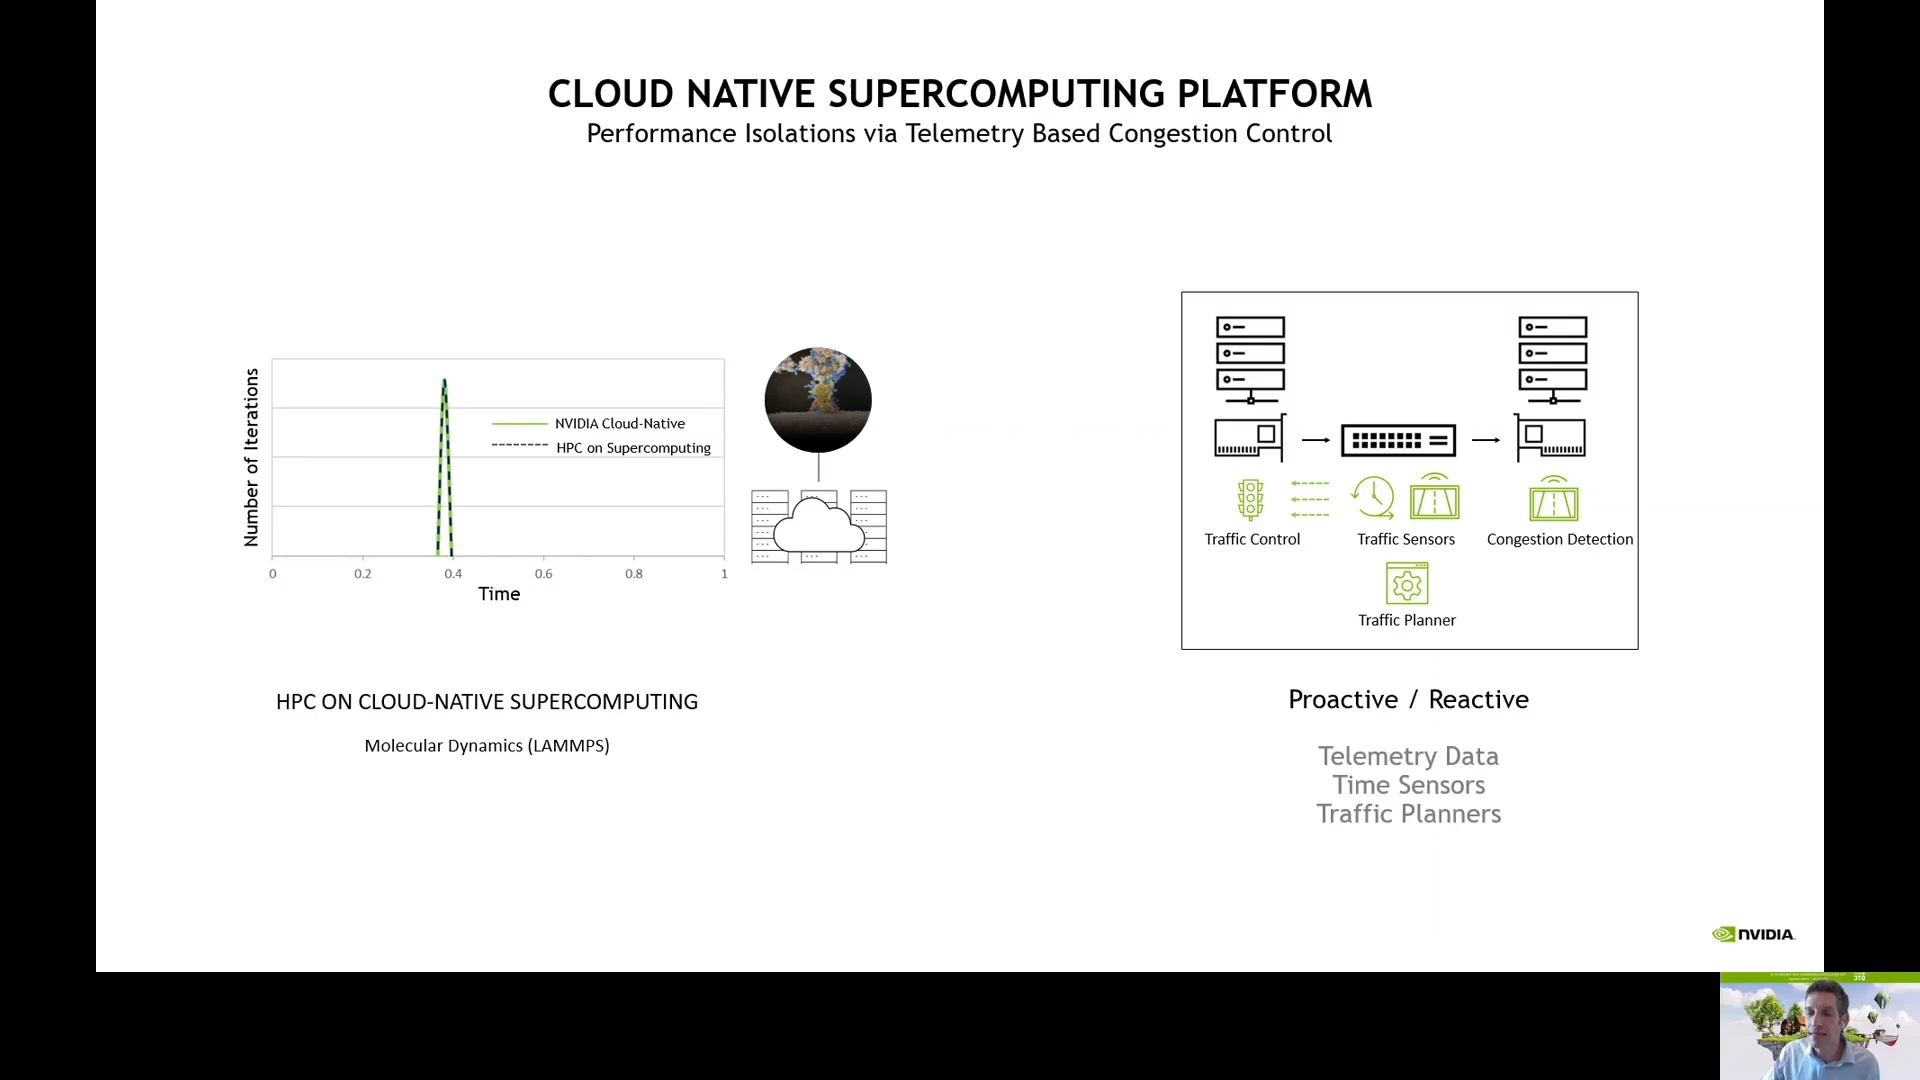 CLOUD NATIVE SUPERCOMPUTING PLATFORM
Performance Isolations via Telemetry Based Congestion Control
Number of Iterations
NVIDIA Cloud-Native
HPC on Supercomputing
0 0.2 0.4 0.6 0.8 1
Time
HPC ON CLOUD-NATIVE SUPERCOMPUTING
Molecular Dynamics (LAMMPS)
Traffic Control
Traffic Sensors
Congestion Detection
Traffic Planner
Proactive / Reactive
Telemetry Data
Time Sensors
Traffic Planners
NVIDIA